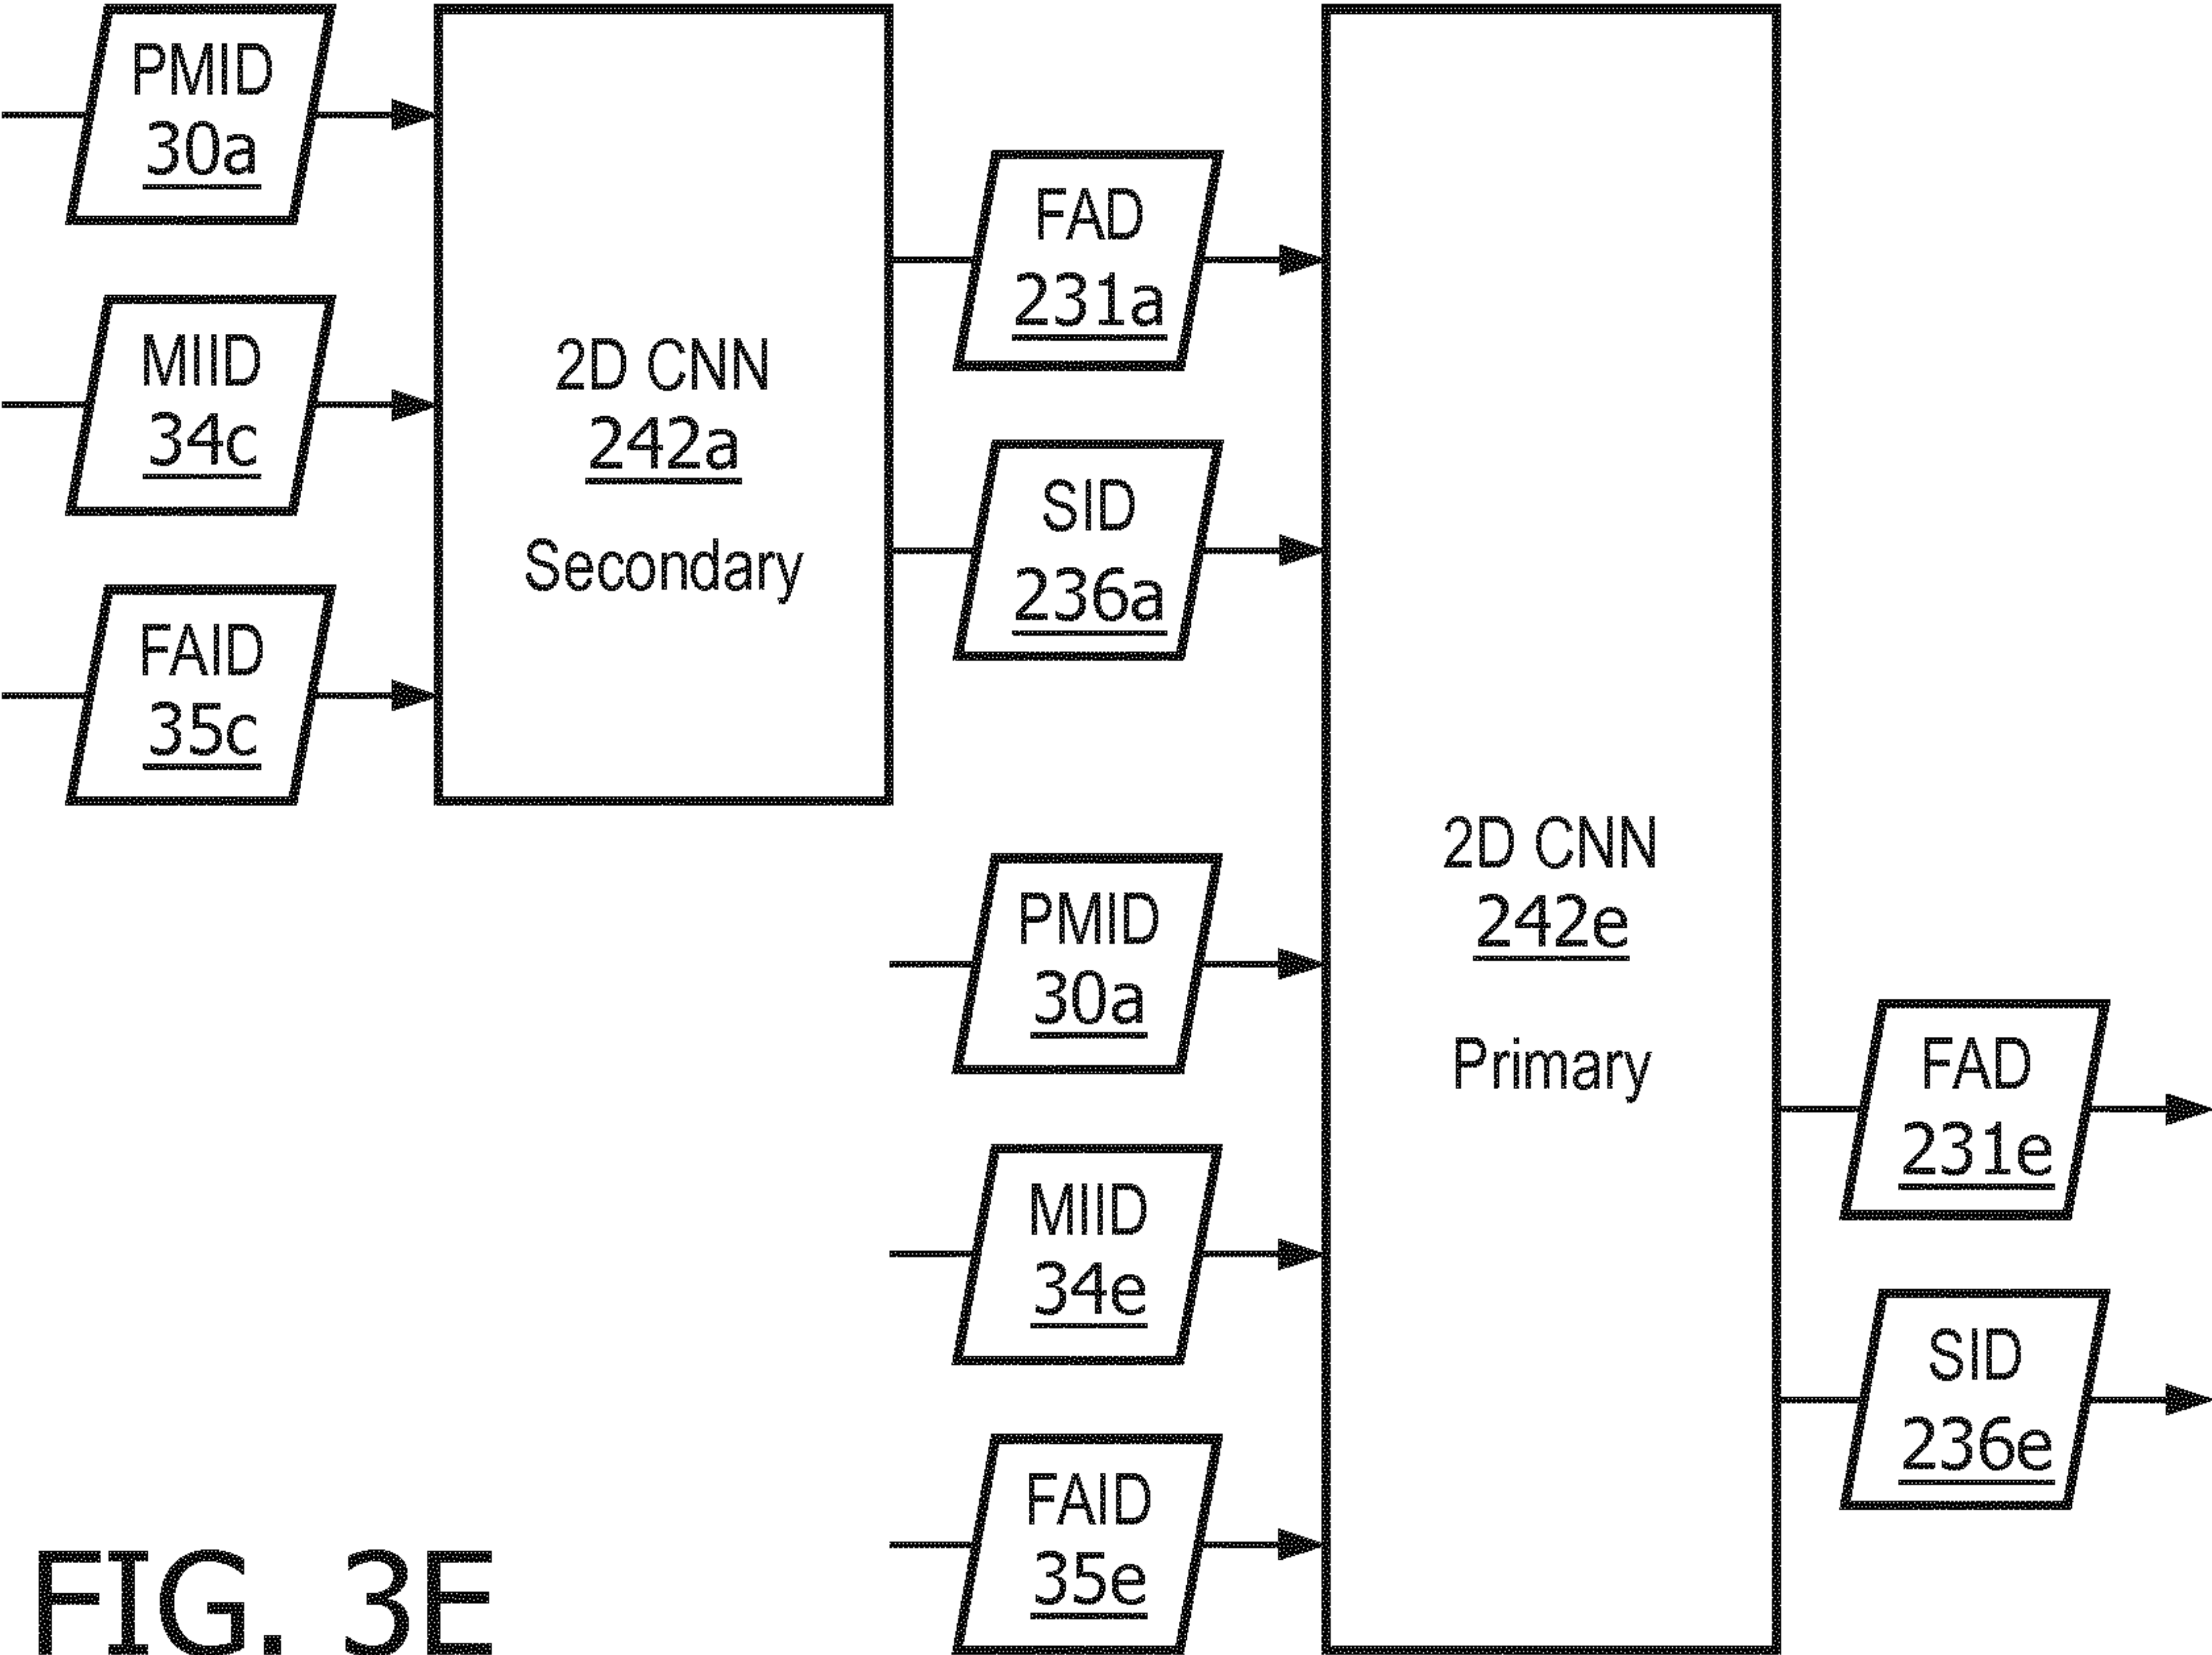 PMID
30a
MIID
34c
FAID
35c
2D CNN
242a
Secondary
FAD
231a
SID
236a
PMID
30a
MIID
34e
FAID
35e
2D CNN
242e
Primary
FAD
231e
SID
236e
FIG. 3E